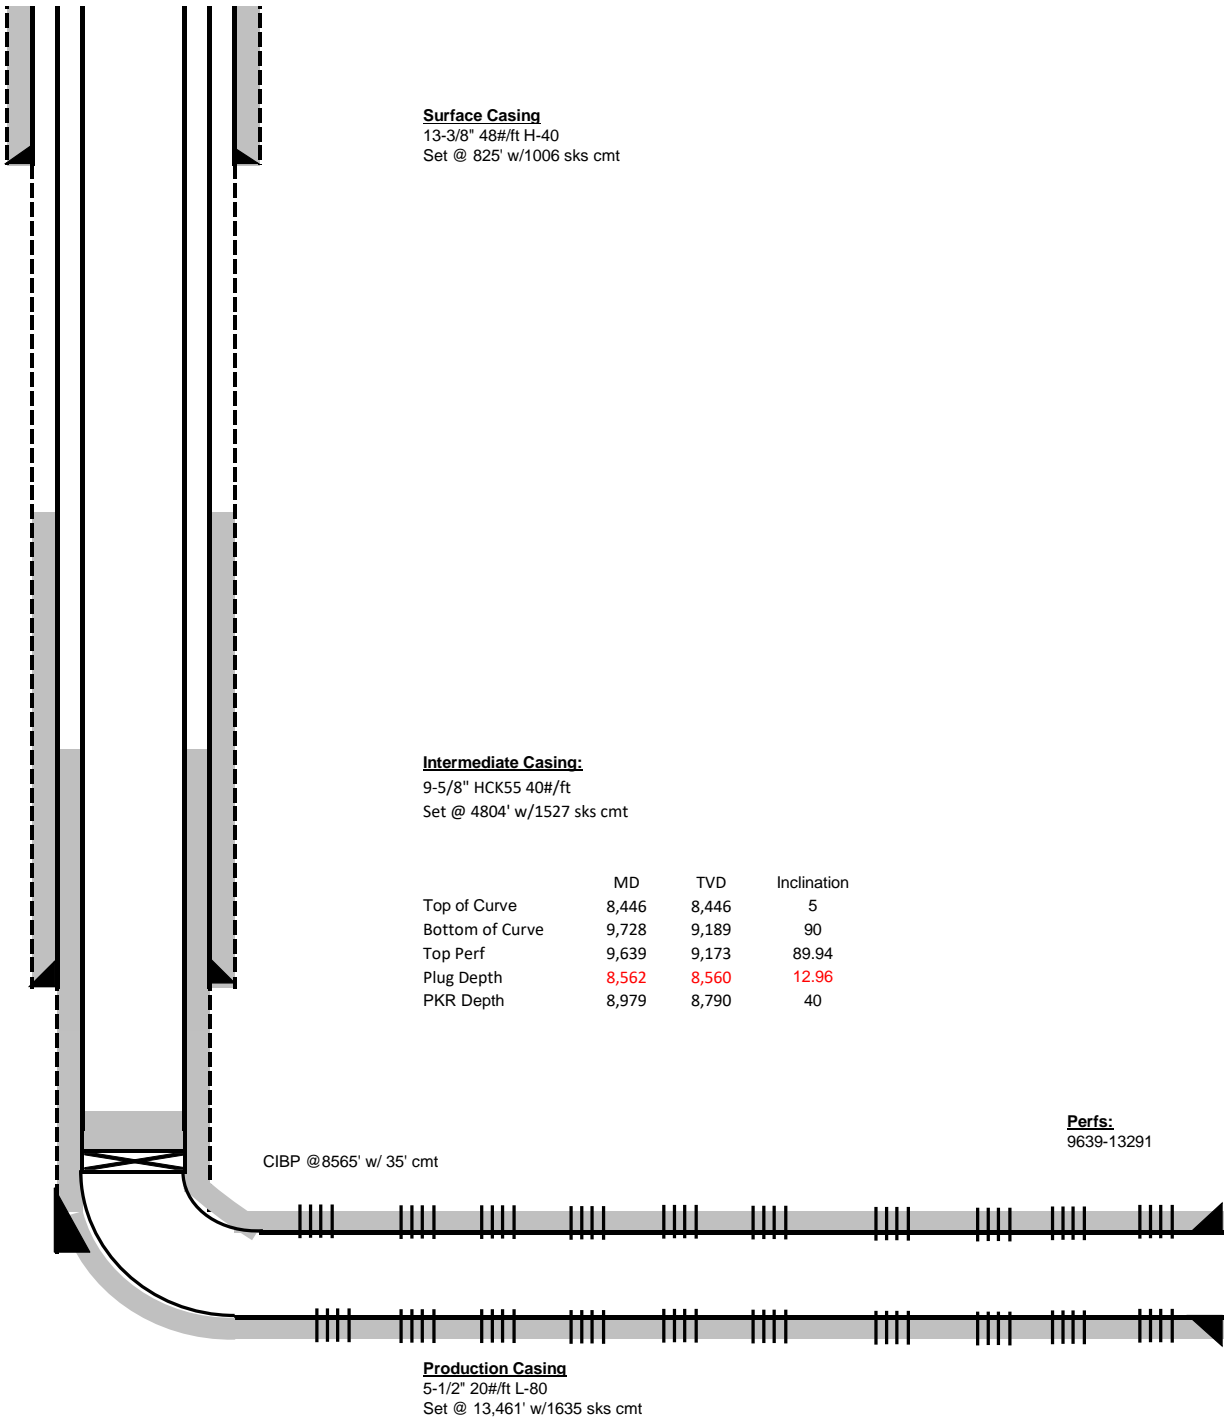 Surface Casing
13-3/8" 48#/ft H-40
Set @ 825' w/1006 sks cmt
Intermediate Casing:
9-5/8" HCK55 40#/ft
Set @ 4804' w/1527 sks cmt
MD TVD Inclination
Top of Curve 8,446 8,446 5
Bottom of Curve 9,728 9,189 90
Top Perf 9,639 9,173 89.94
Plug Depth 8,562 8,560 12.96
PKR Depth 8,979 8,790 40
Perfs:
9639-13291
CIBP @8565' w/ 35' cmt
Production Casing
5-1/2" 20#/ft L-80
Set @ 13,461' w/1635 sks cmt